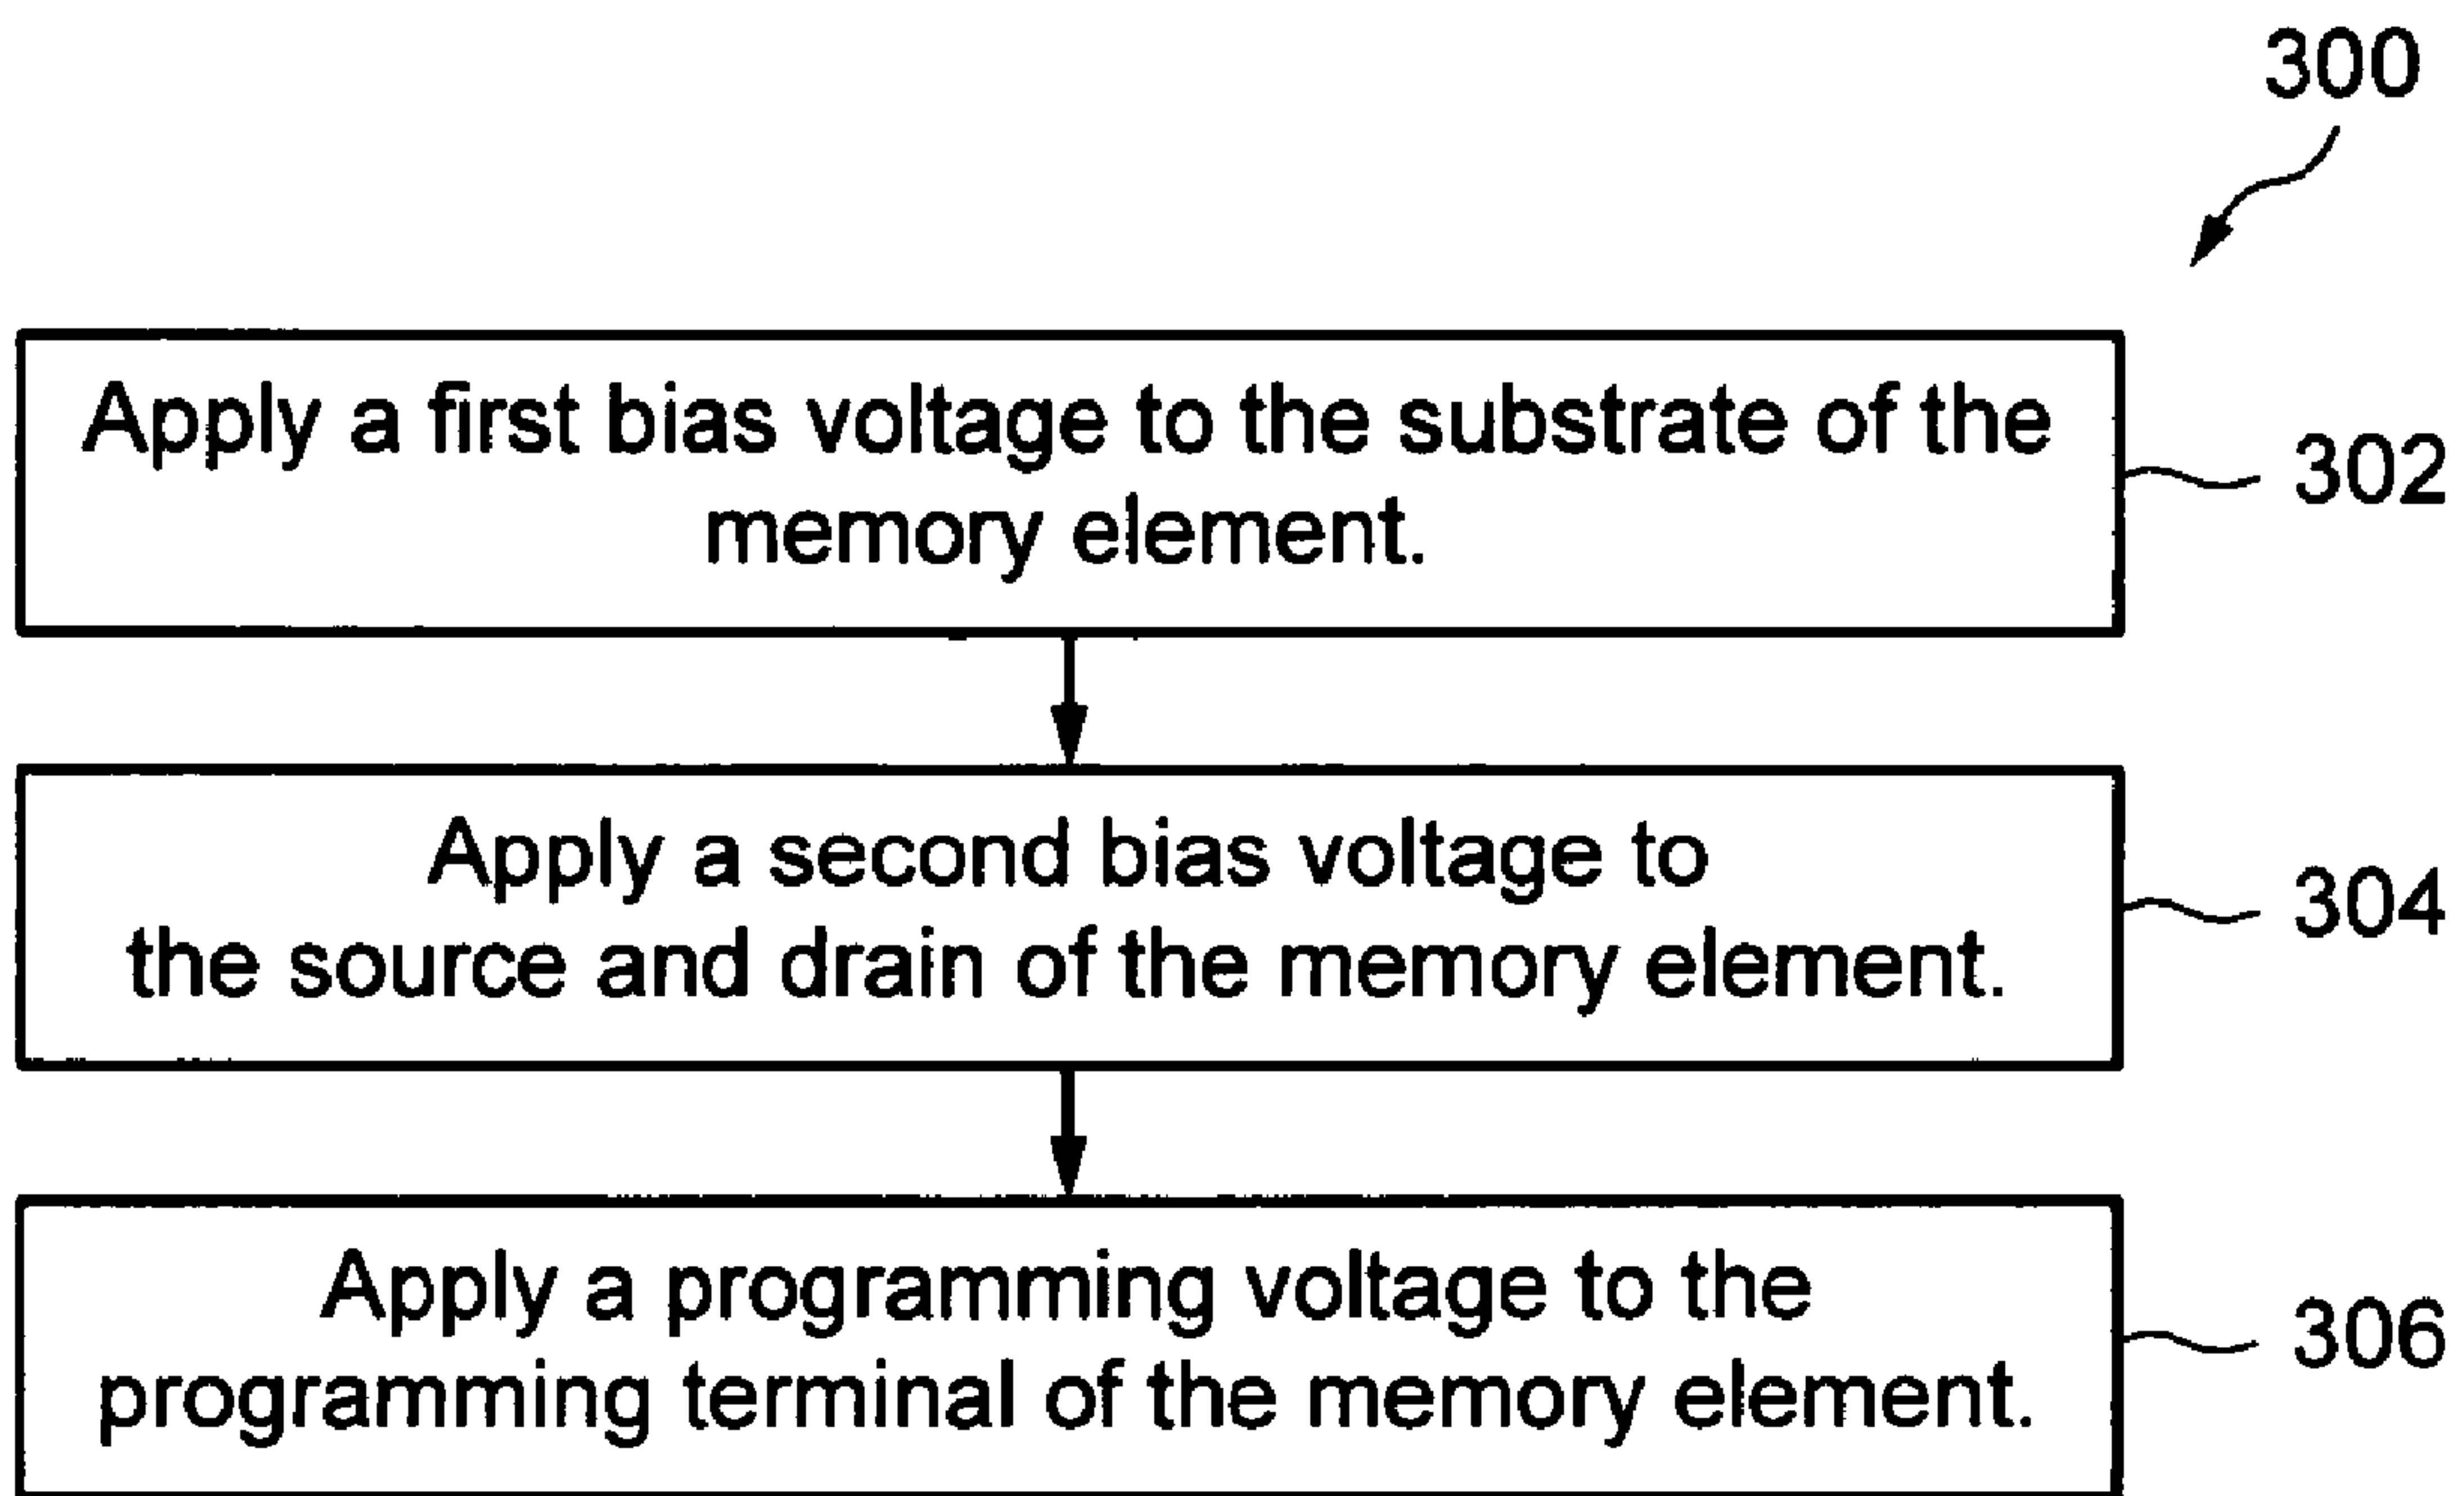 300
Apply a first bias voltage to the substrate of the
memory element.
302
Apply a second bias voltage to
the source and drain of the memory element.
304
Apply a programming voltage to the
programming terminal of the memory element.
306